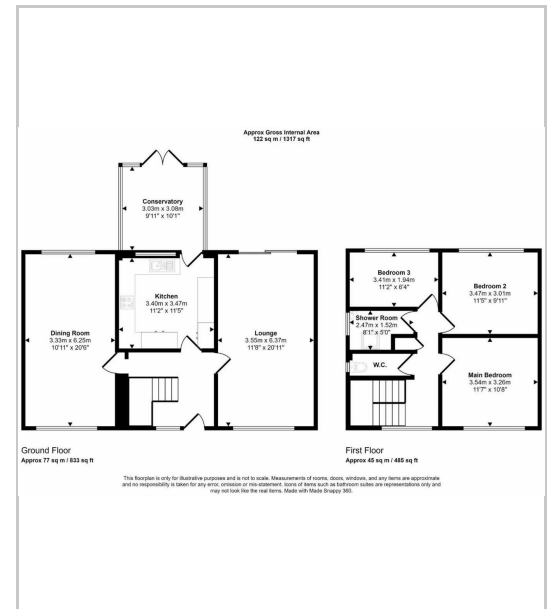 Approx Gross Internal Area
122 sq m / 1317 sq ft
Conservatory
3.03m x 3.08m
9'11" x 10'1"
Kitchen
3.40m x 3.47m
11'2" x 11'5"
Dining Room
3.33m x 6.25m
10'11" x 20'6"
Lounge
3.55m x 6.37m
11'8" x 20'11"
Ground Floor
Approx 77 sq m / 833 sq ft
Bedroom 3
3.41m x 1.94m
11'2" x 6'4"
Bedroom 2
3.47m x 3.01m
11'5" x 9'11"
Shower Room
2.47m x 1.52m
8'1" x 5'0"
W.C.
Main Bedroom
3.54m x 3.26m
11'7" x 10'8"
First Floor
Approx 45 sq m / 485 sq ft
This floorplan is only for illustrative purposes and is not to scale. Measurements of rooms, doors, windows, and any items are approximate
and no responsibility is taken for any error, omission or mis-statement. Icons of items such as bathroom suites are representations only and
may not look like the real items. Made with Made Snappy 360.